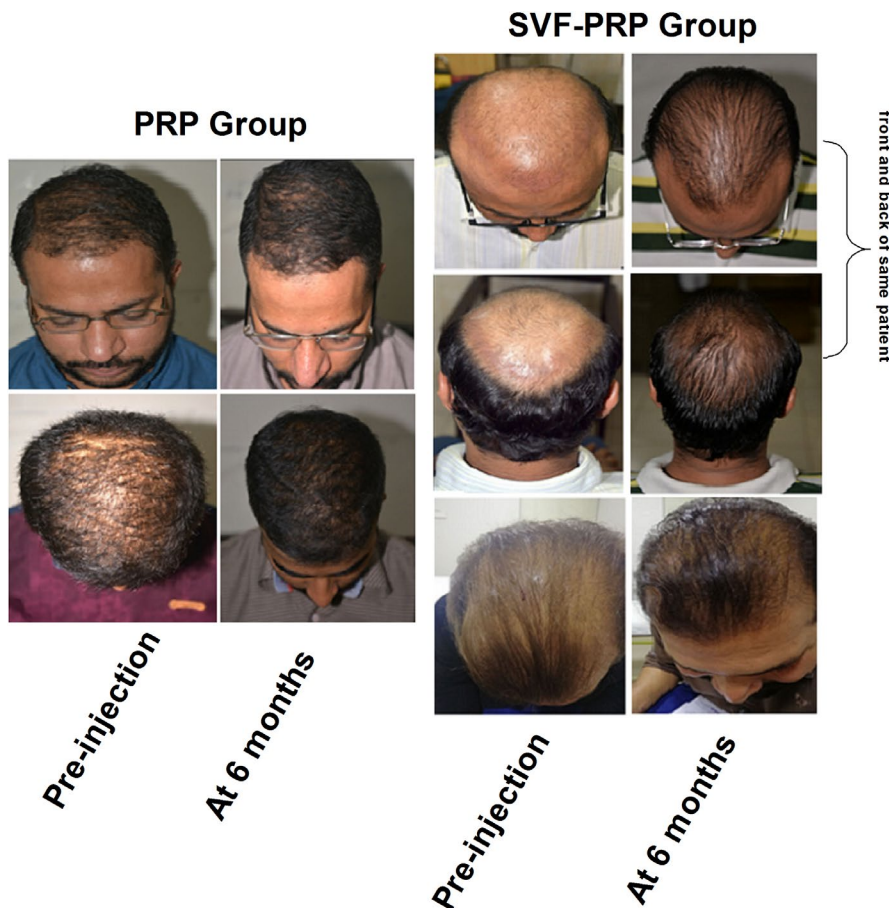 SVF-PRP Group
PRP Group
front and back of same patient
Pre-injection
At 6 months
Pre-injection
At 6 months